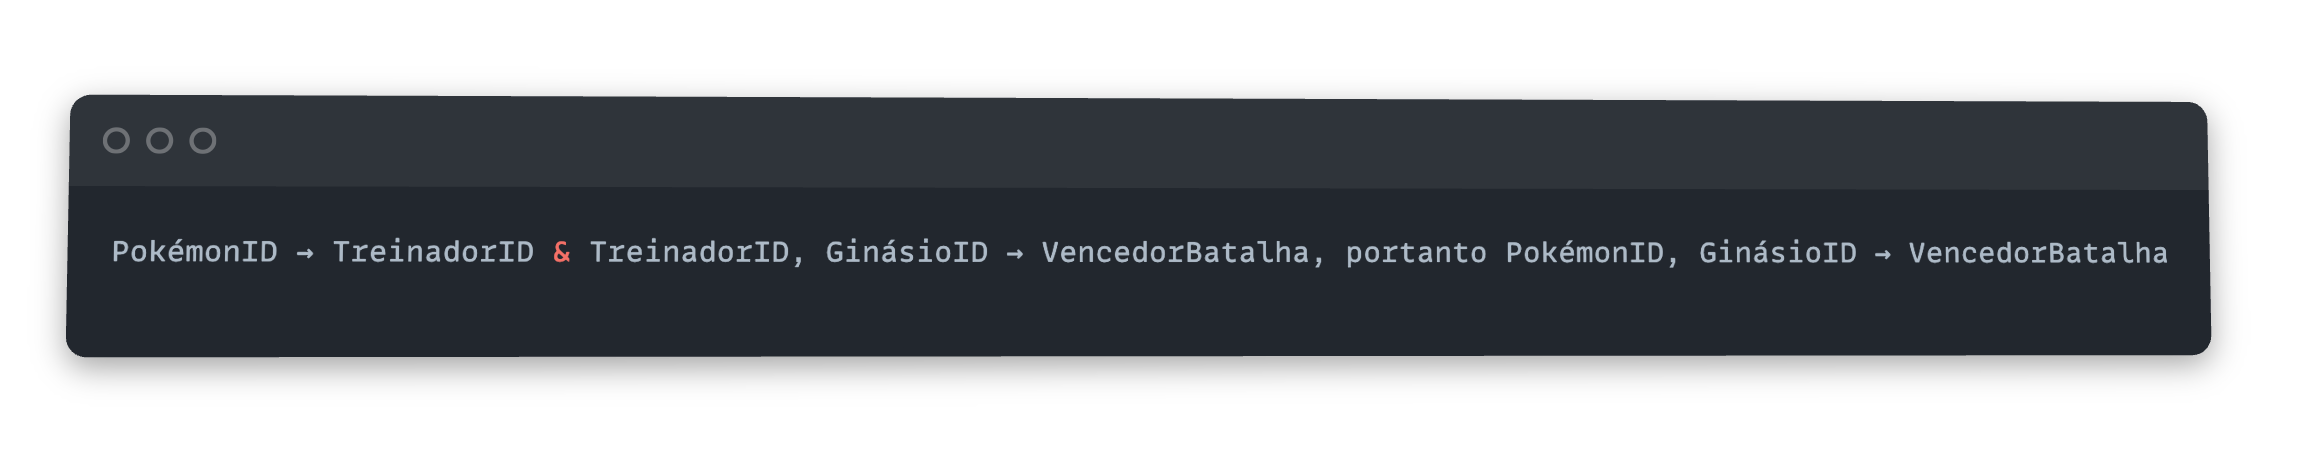 PokémonID → TreinadorID & TreinadorID, GinásioID → VencedorBatalha, portanto PokémonID, GinásioID → VencedorBatalha